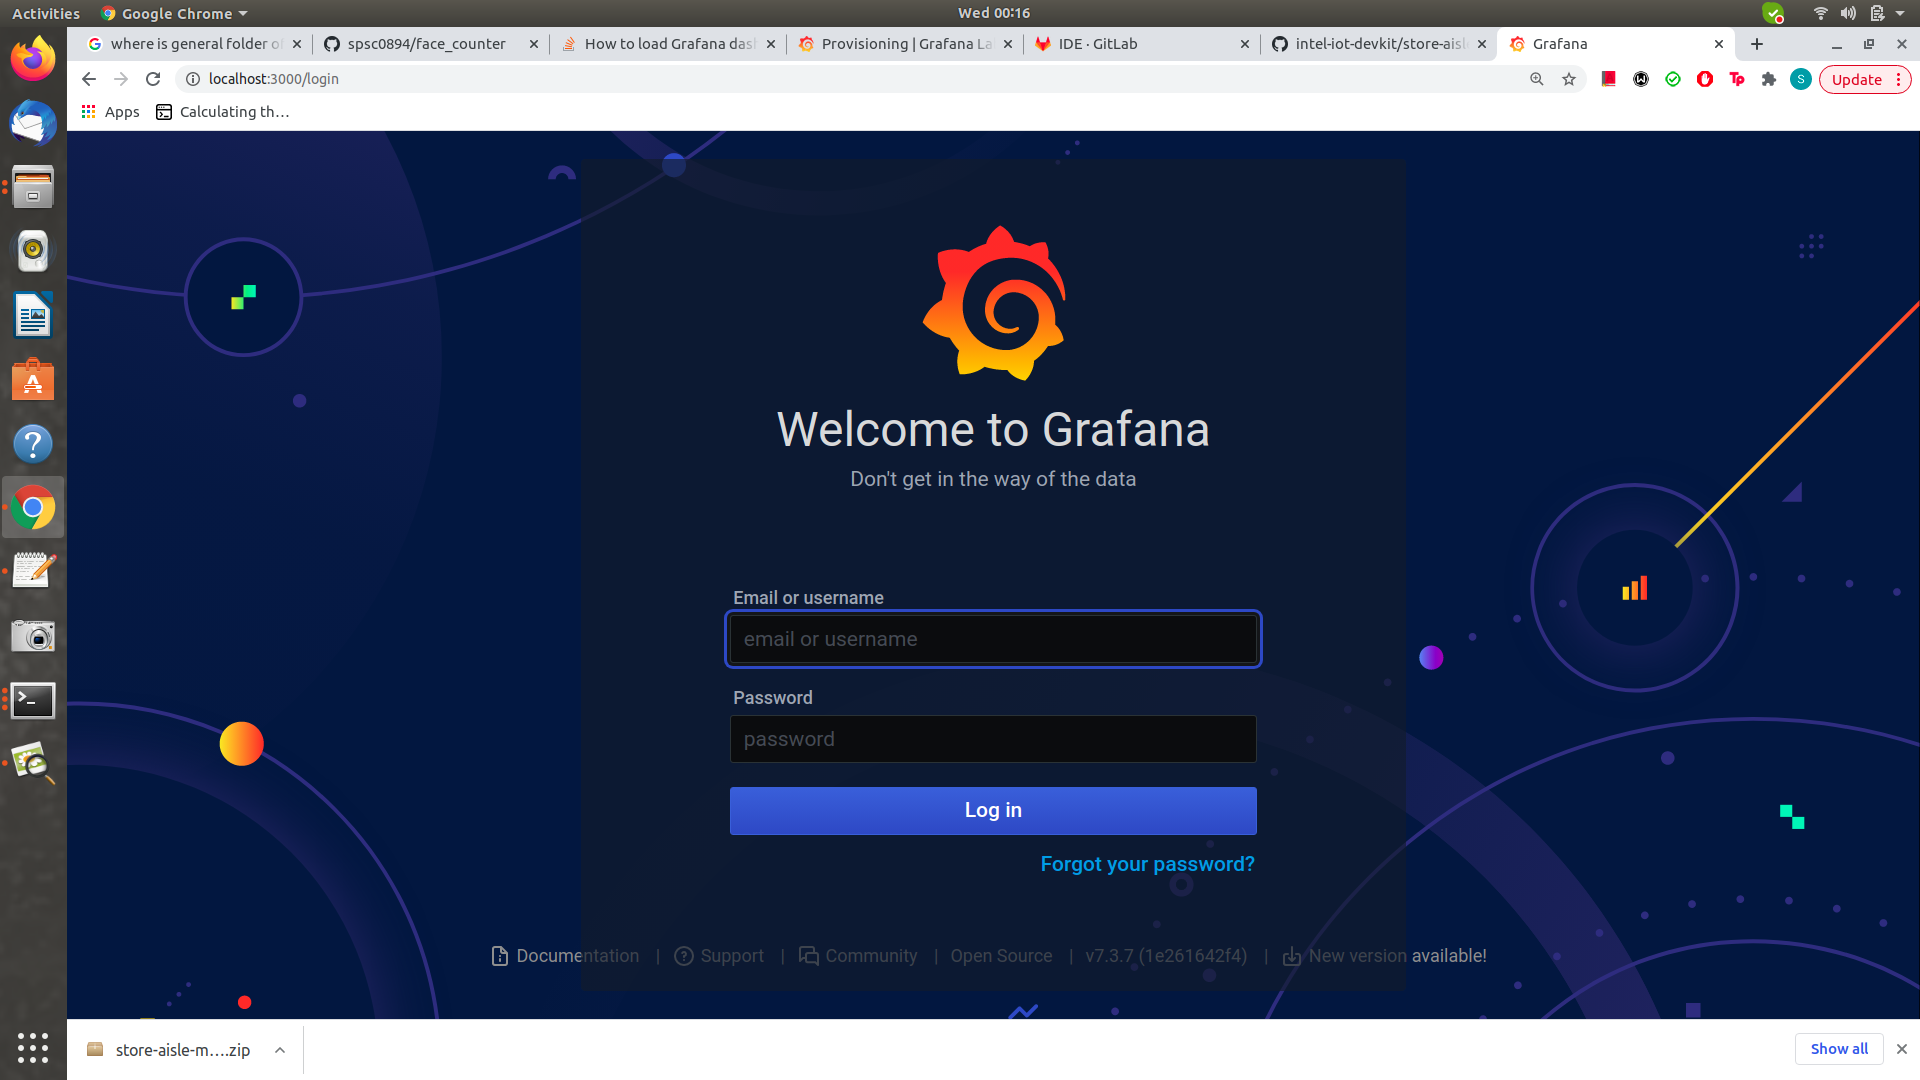 Activities
Google Chrome
Wed 00:16
where is general folder of
spsc0894/face_counter
How to load Grafana das
Provisioning | Grafana La
IDE · GitLab
intel-iot-devkit/store-aisl
Grafana
localhost:3000/login
S
Update
Apps
Calculating th...
Welcome to Grafana
Don't get in the way of the data
Email or username
email or username
Password
password
Log in
Forgot your password?
Documentation | Support | Community | Open Source | v7.3.7 (1e261642f4) | New version available!
store-aisle-m....zip
Show all